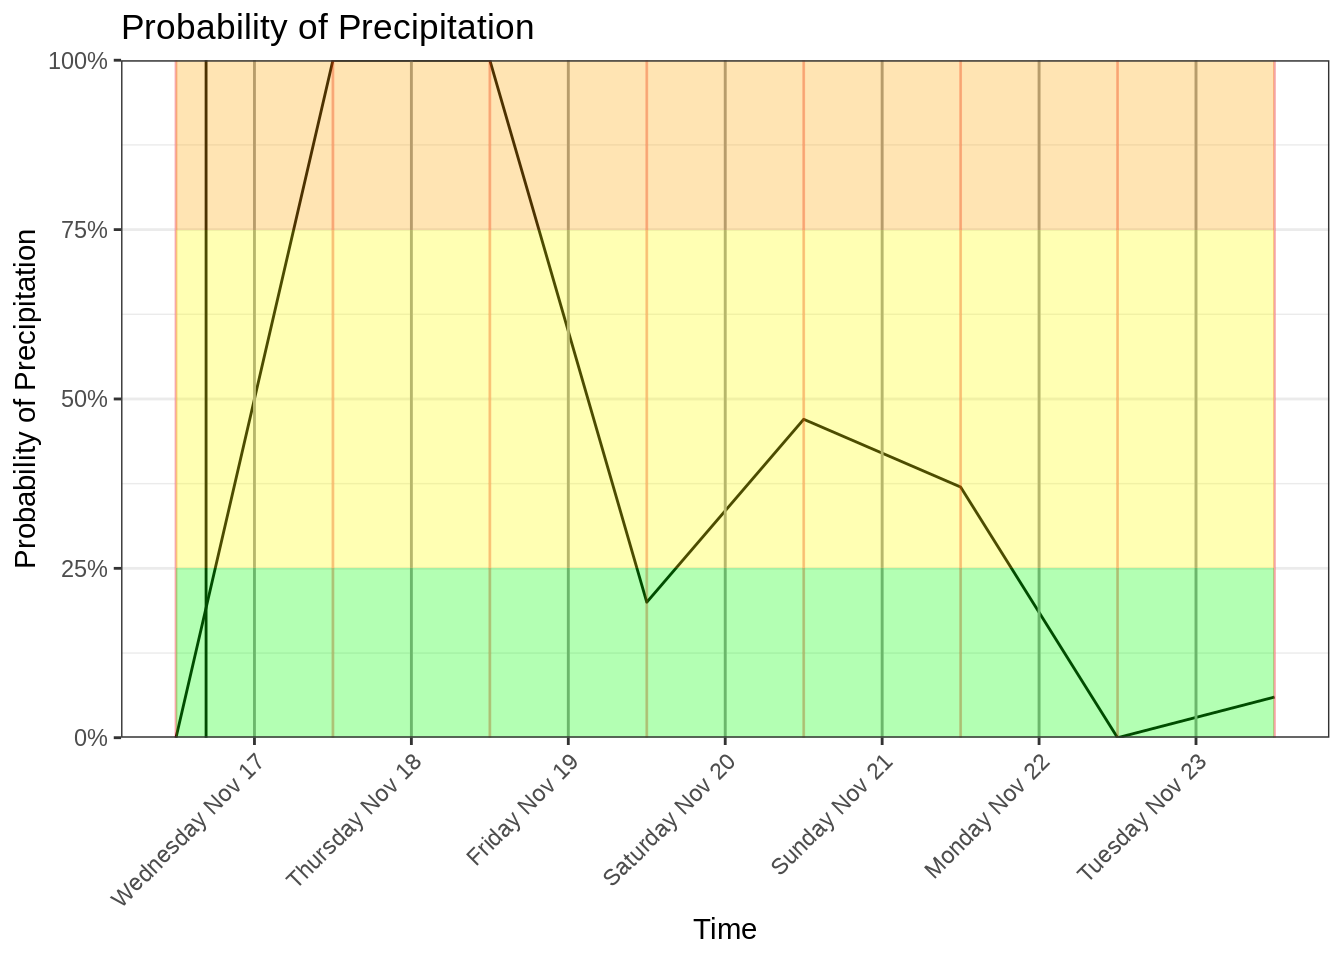 Probability of Precipitation
Probability of Precipitation
100%
75%
50%
25%
0%
Wednesday Nov 17
Thursday Nov 18
Friday Nov 19
Saturday Nov 20
Sunday Nov 21
Monday Nov 22
Tuesday Nov 23
Time